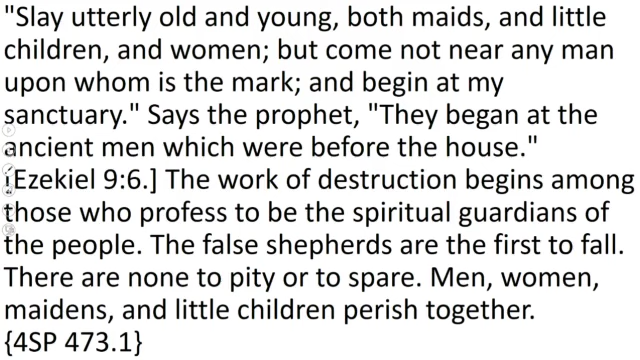 "Slay utterly old and young, both maids, and little
children, and women; but come not near any man
upon whom is the mark; and begin at my
sanctuary." Says the prophet, "They began at the
ancient men which were before the house."
[Ezekiel 9:6.] The work of destruction begins among
those who profess to be the spiritual guardians of
the people. The false shepherds are the first to fall.
There are none to pity or to spare. Men, women,
maidens, and little children perish together.
{4SP 473.1}